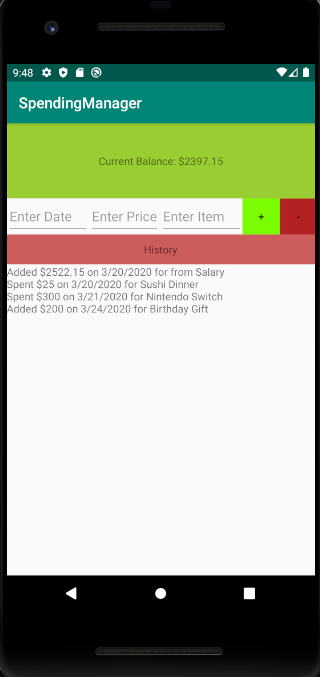 9:48
SpendingManager
Current Balance: $2397.15
Enter Date Enter Price Enter Item + -
History
Added $2522.15 on 3/20/2020 for from Salary
Spent $25 on 3/20/2020 for Sushi Dinner
Spent $300 on 3/21/2020 for Nintendo Switch
Added $200 on 3/24/2020 for Birthday Gift